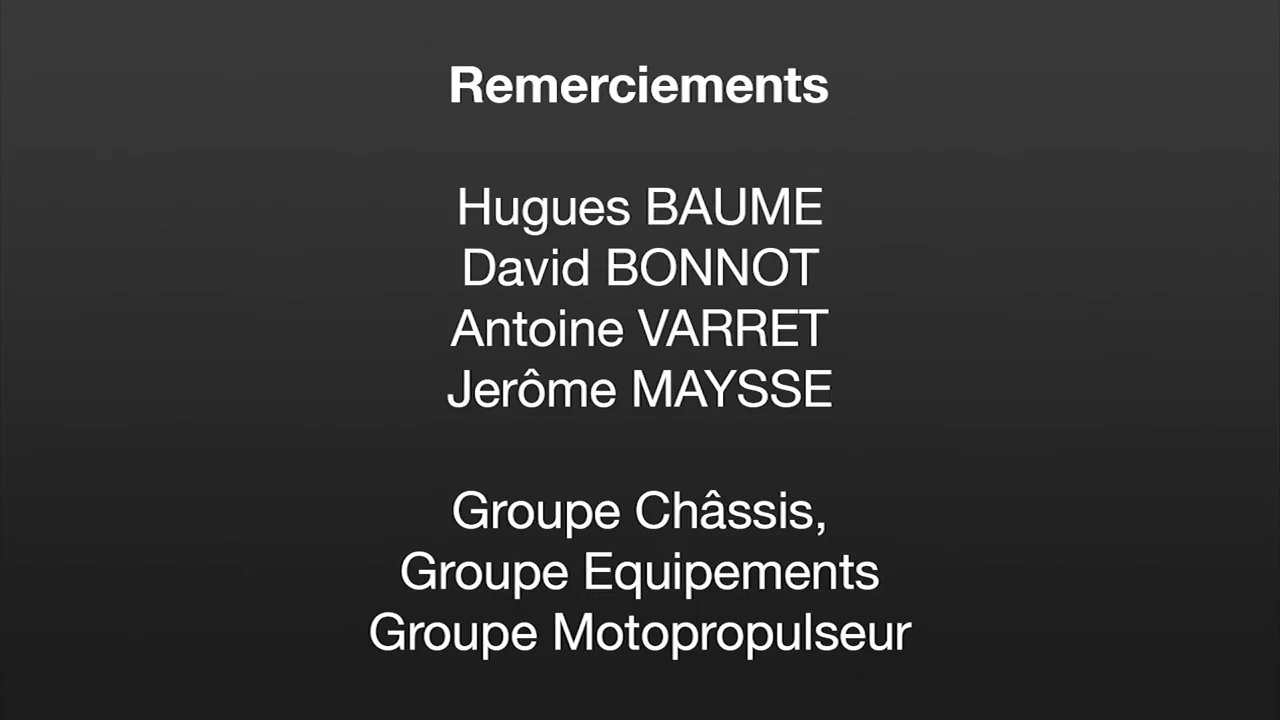 Remerciements
Hugues BAUME
David BONNOT
Antoine VARRET
Jerôme MAYSSE
Groupe Châssis,
Groupe Equipements
Groupe Motopropulseur